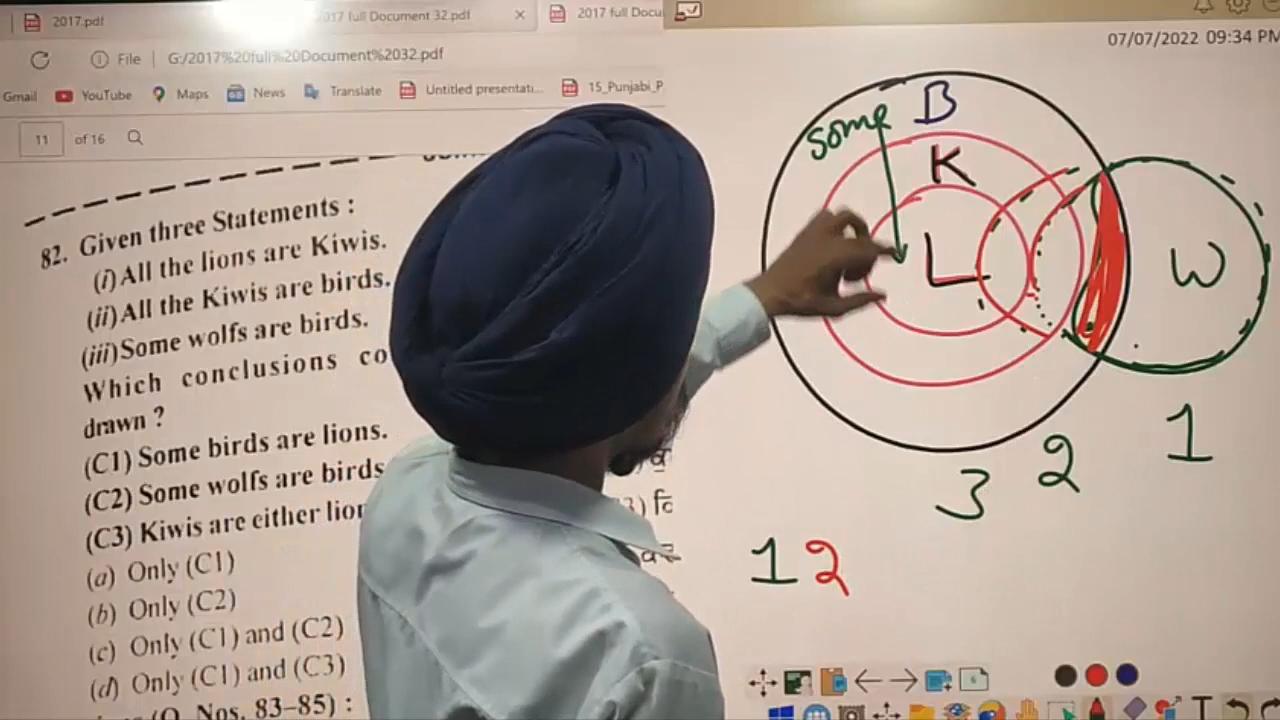 2017.pdf
017 full Document 32.pdf
2017 full Docu
07/07/2022 09:34 PM
File
G:/2017%20full%20Document%2032.pdf
Gmail
YouTube
Maps
News
Translate
Untitled presentati...
15_Punjabi_P
11 of 16
82. Given three Statements :
(i) All the lions are Kiwis.
(ii) All the Kiwis are birds.
(iii) Some wolfs are birds.
Which conclusions co
drawn ?
(C1) Some birds are lions.
(C2) Some wolfs are birds
(C3) Kiwis are either lion
(a) Only (C1)
(b) Only (C2)
(c) Only (C1) and (C2)
(d) Only (C1) and (C3)
(Q. Nos. 83–85) :
some
B
K
L
W
1
2
3
1 2